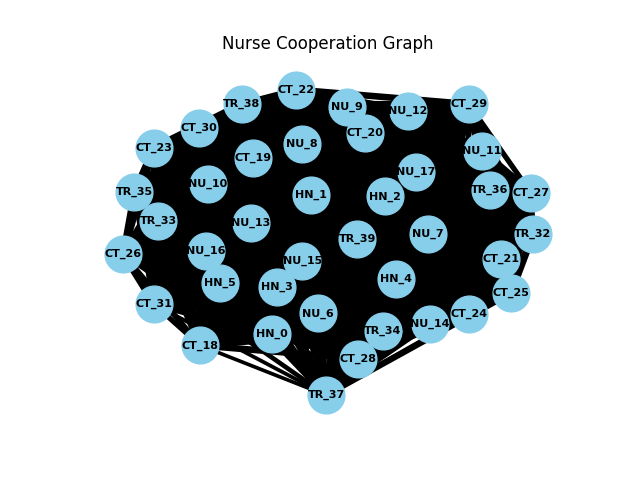 Nurse Cooperation Graph
CT_22
TR_38
NU_9
NU_12
CT_29
CT_30
CT_20
CT_23
NU_8
NU_11
CT_19
NU_17
NU_10
TR_35
HN_1
HN_2
TR_36
CT_27
TR_33
NU_13
NU_7
TR_32
TR_39
CT_26
NU_16
NU_15
CT_21
HN_5
HN_3
HN_4
CT_25
CT_31
NU_6
CT_24
NU_14
HN_0
TR_34
CT_18
CT_28
TR_37